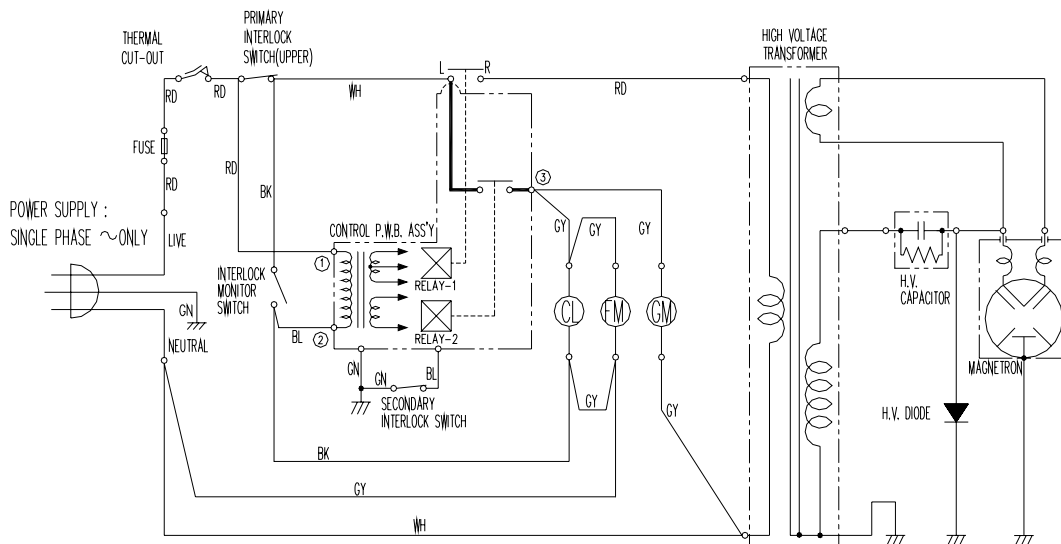 PRIMARY
INTERLOCK
SWITCH(UPPER)
THERMAL
CUT-OUT
HIGH VOLTAGE
TRANSFORMER
L
R
RD
RD
WH
RD
FUSE
RD
RD
BK
3
POWER SUPPLY :
SINGLE PHASE ～ONLY
LIVE
CONTROL P.W.B. ASS'Y
GY
GY
GY
1
INTERLOCK
MONITOR
SWITCH
RELAY-1
H.V.
CAPACITOR
GN
BL
2
CL
FM
GM
RELAY-2
NEUTRAL
GN
GN
BL
MAGNETRON
SECONDARY
INTERLOCK SWITCH
GY
GY
H.V. DIODE
BK
GY
WH